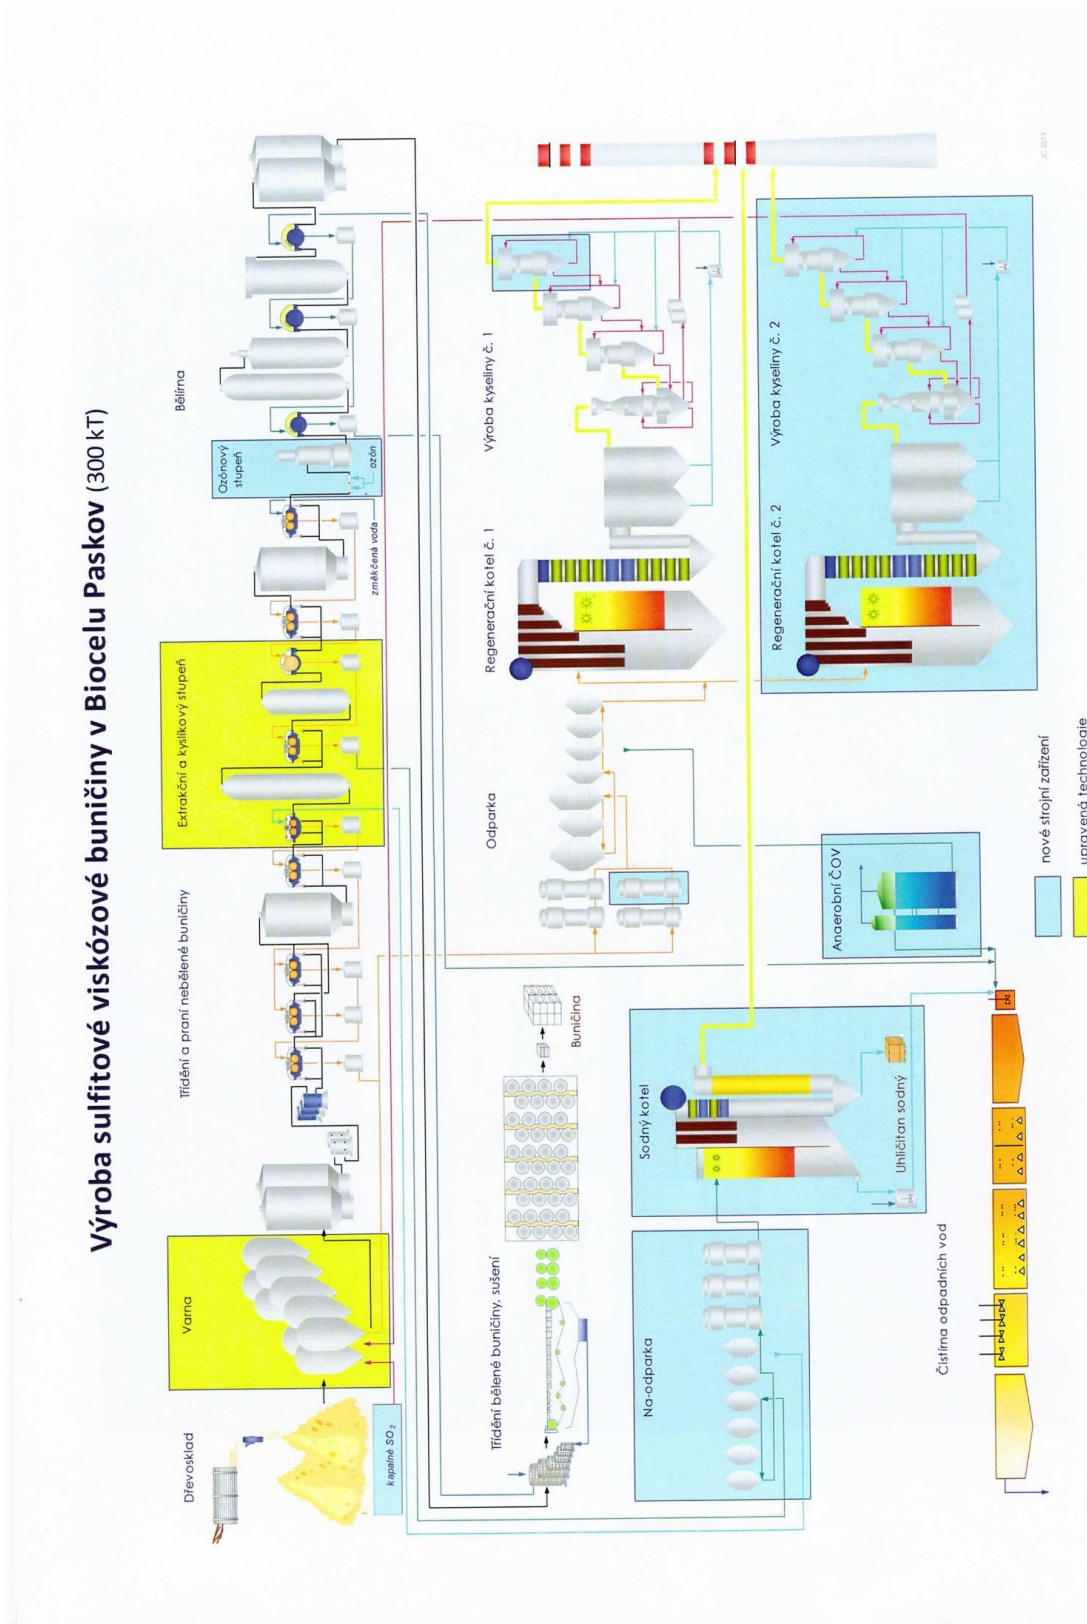 Výroba sulfitové viskózové buničiny v Biocelu Paskov (300 kT)
Dřevosklad
Varna
Třídění a praní nebělené buničiny
Extrakční a kyslíkový stupeň
Ozónový
stupeň
Bělírna
kapalné SO2
změkčená voda
ozón
Třídění bělené buničiny, sušení
Buničina
Odparka
Regenerační kotel č. 1
Výroba kyseliny č. 1
Na-odparka
Sodný kotel
Uhličitan sodný
Regenerační kotel č. 2
Výroba kyseliny č. 2
Anaerobní ČOV
Čistírna odpadních vod
nové strojní zařízení
upravená technologie
JC 2013